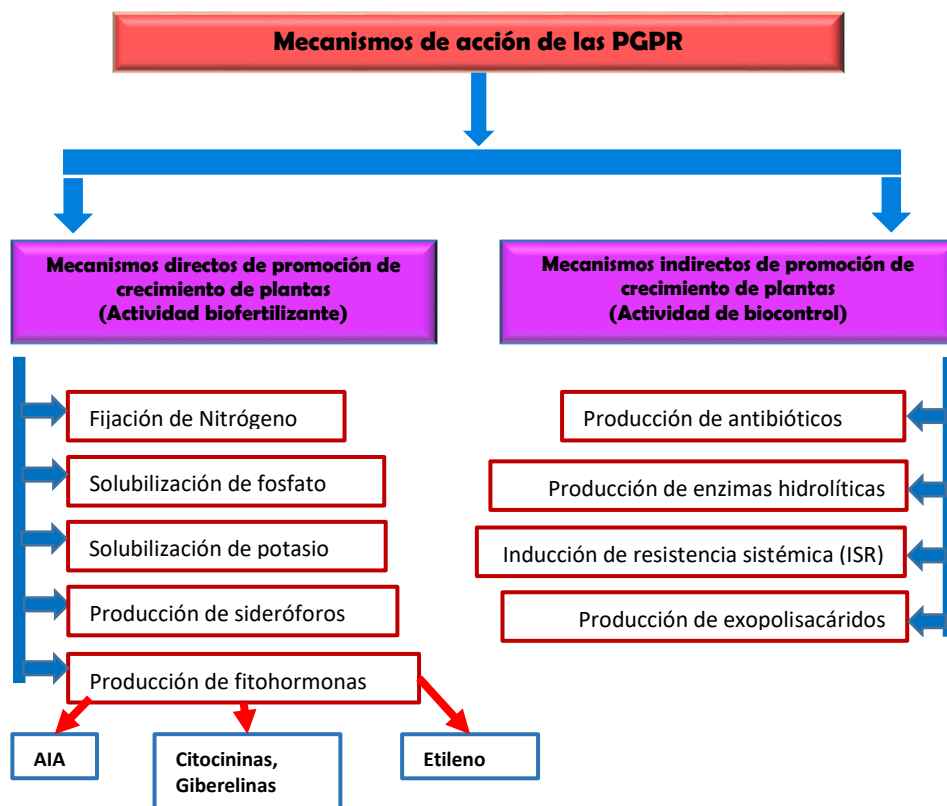 Mecanismos de acción de las PGPR
Mecanismos directos de promoción de
crecimiento de plantas
(Actividad biofertilizante)
Fijación de Nitrógeno
Solubilización de fosfato
Solubilización de potasio
Producción de sideróforos
Producción de fitohormonas
AIA
Citocininas,
Giberelinas
Etileno
Mecanismos indirectos de promoción de
crecimiento de plantas
(Actividad de biocontrol)
Producción de antibióticos
Producción de enzimas hidrolíticas
Inducción de resistencia sistémica (ISR)
Producción de exopolisacáridos